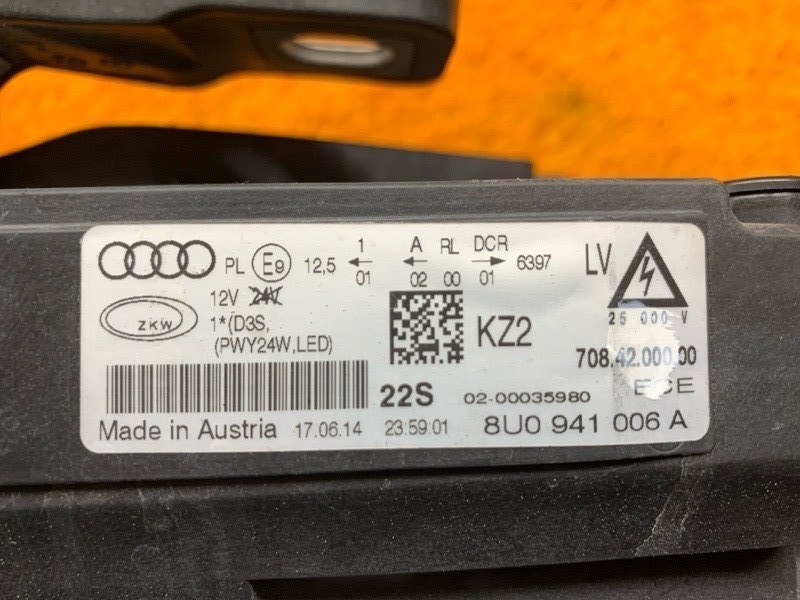 PL E9 12,5 1 01 A 02 RL 00 DCR 01 6397 LV
12V 24V
zkw 1*(D3S,
(PWY24W,LED)
KZ2
25 000 V
708.42.000.00
ECE
22S 02-00035980
Made in Austria 17.06.14 23:59:01 8U0 941 006 A